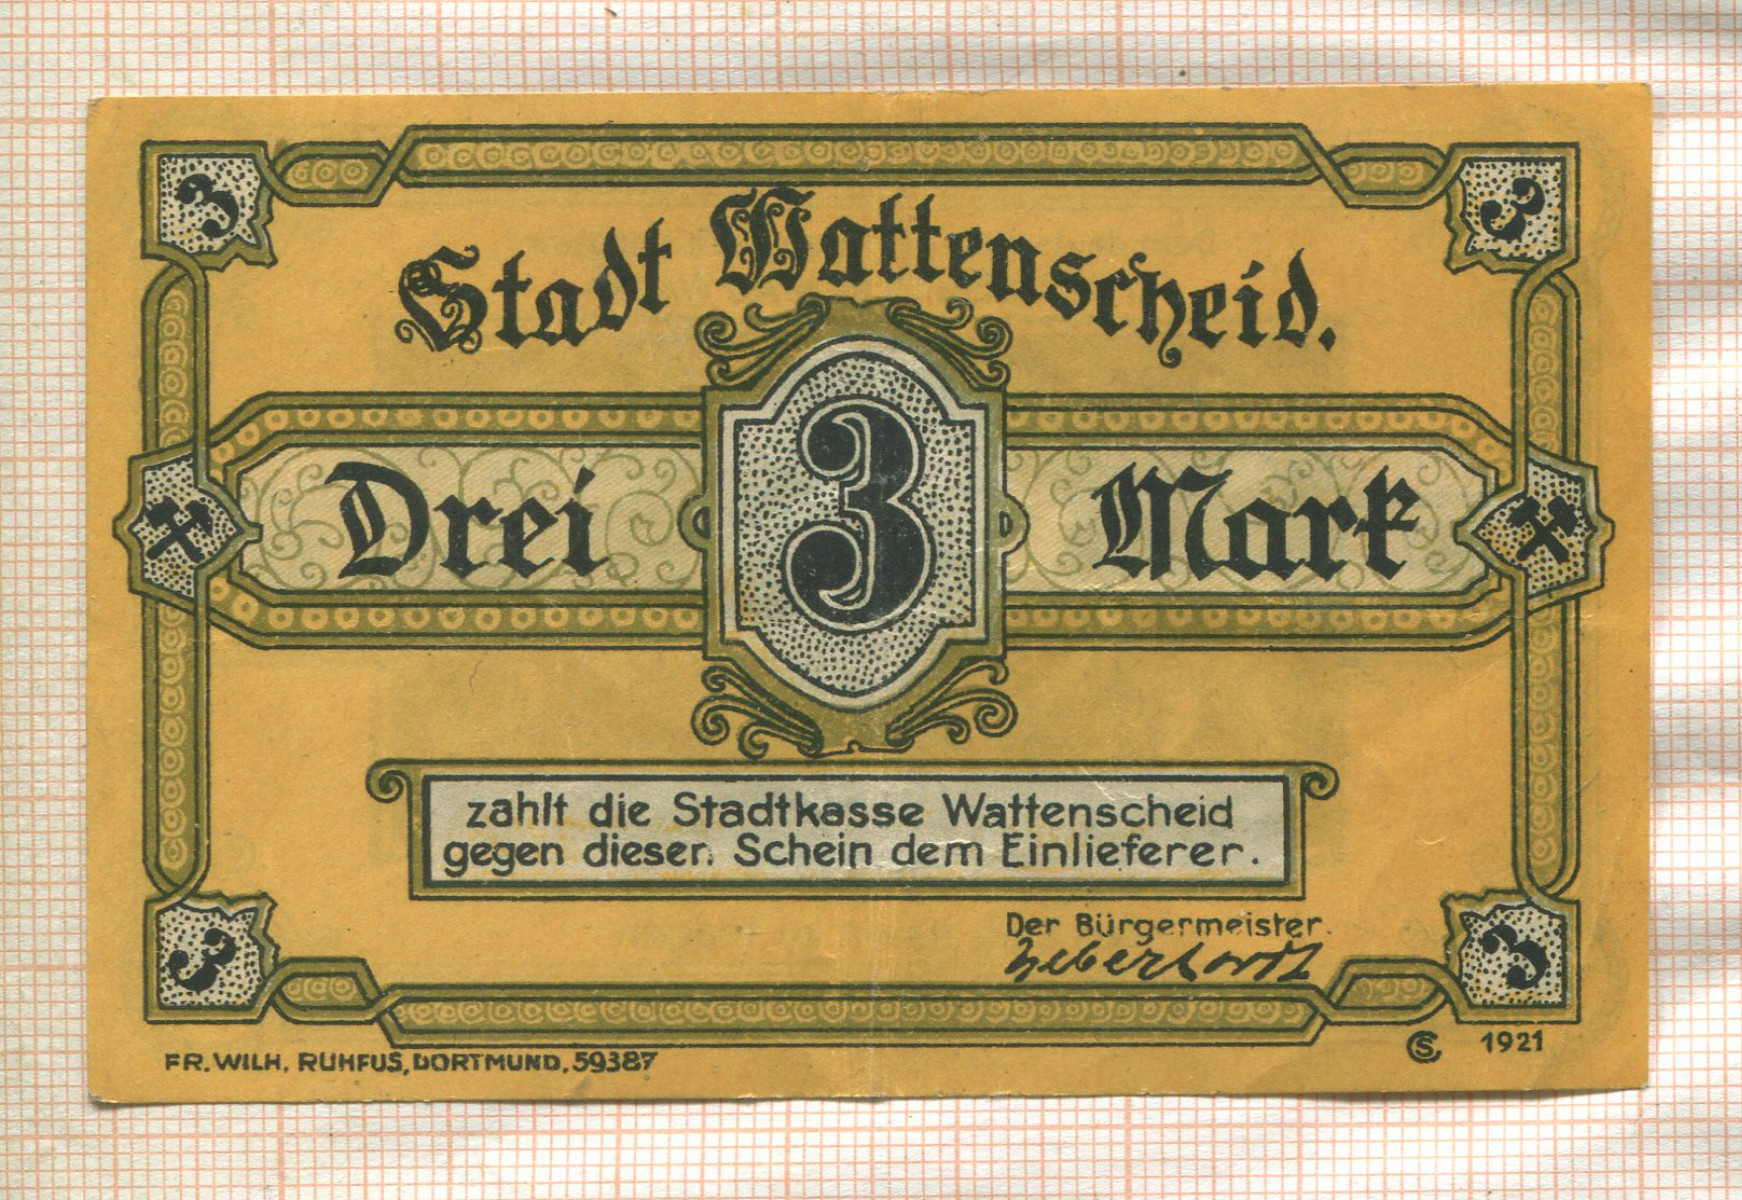 3 3
Stadt Wattenscheid.
Drei 3 Mark
zahlt die Stadtkasse Wattenscheid
gegen diesen Schein dem Einlieferer.
Der Bürgermeister.
3 3
FR. WILH. RUHFUS, DORTMUND, 59387
1921